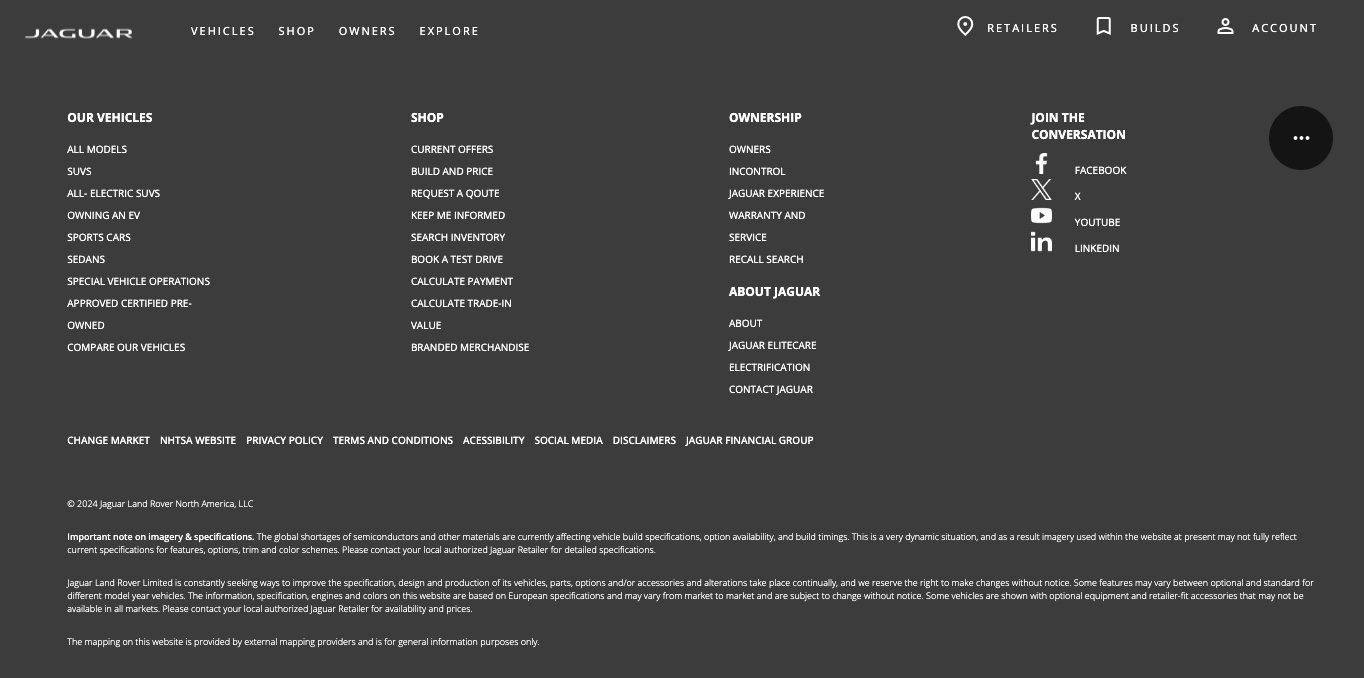 JAGUAR
VEHICLES SHOP OWNERS EXPLORE
RETAILERS BUILDS ACCOUNT
OUR VEHICLES
ALL MODELS
SUVS
ALL- ELECTRIC SUVS
OWNING AN EV
SPORTS CARS
SEDANS
SPECIAL VEHICLE OPERATIONS
APPROVED CERTIFIED PRE-
OWNED
COMPARE OUR VEHICLES
SHOP
CURRENT OFFERS
BUILD AND PRICE
REQUEST A QOUTE
KEEP ME INFORMED
SEARCH INVENTORY
BOOK A TEST DRIVE
CALCULATE PAYMENT
CALCULATE TRADE-IN
VALUE
BRANDED MERCHANDISE
OWNERSHIP
OWNERS
INCONTROL
JAGUAR EXPERIENCE
WARRANTY AND
SERVICE
RECALL SEARCH
ABOUT JAGUAR
ABOUT
JAGUAR ELITECARE
ELECTRIFICATION
CONTACT JAGUAR
JOIN THE
CONVERSATION
FACEBOOK
X
YOUTUBE
LINKEDIN
CHANGE MARKET NHTSA WEBSITE PRIVACY POLICY TERMS AND CONDITIONS ACESSIBILITY SOCIAL MEDIA DISCLAIMERS JAGUAR FINANCIAL GROUP
© 2024 Jaguar Land Rover North America, LLC
Important note on imagery & specifications. The global shortages of semiconductors and other materials are currently affecting vehicle build specifications, option availability, and build timings. This is a very dynamic situation, and as a result imagery used within the website at present may not fully reflect
current specifications for features, options, trim and color schemes. Please contact your local authorized Jaguar Retailer for detailed specifications.
Jaguar Land Rover Limited is constantly seeking ways to improve the specification, design and production of its vehicles, parts, options and/or accessories and alterations take place continually, and we reserve the right to make changes without notice. Some features may vary between optional and standard for
different model year vehicles. The information, specification, engines and colors on this website are based on European specifications and may vary from market to market and are subject to change without notice. Some vehicles are shown with optional equipment and retailer-fit accessories that may not be
available in all markets. Please contact your local authorized Jaguar Retailer for availability and prices.
The mapping on this website is provided by external mapping providers and is for general information purposes only.